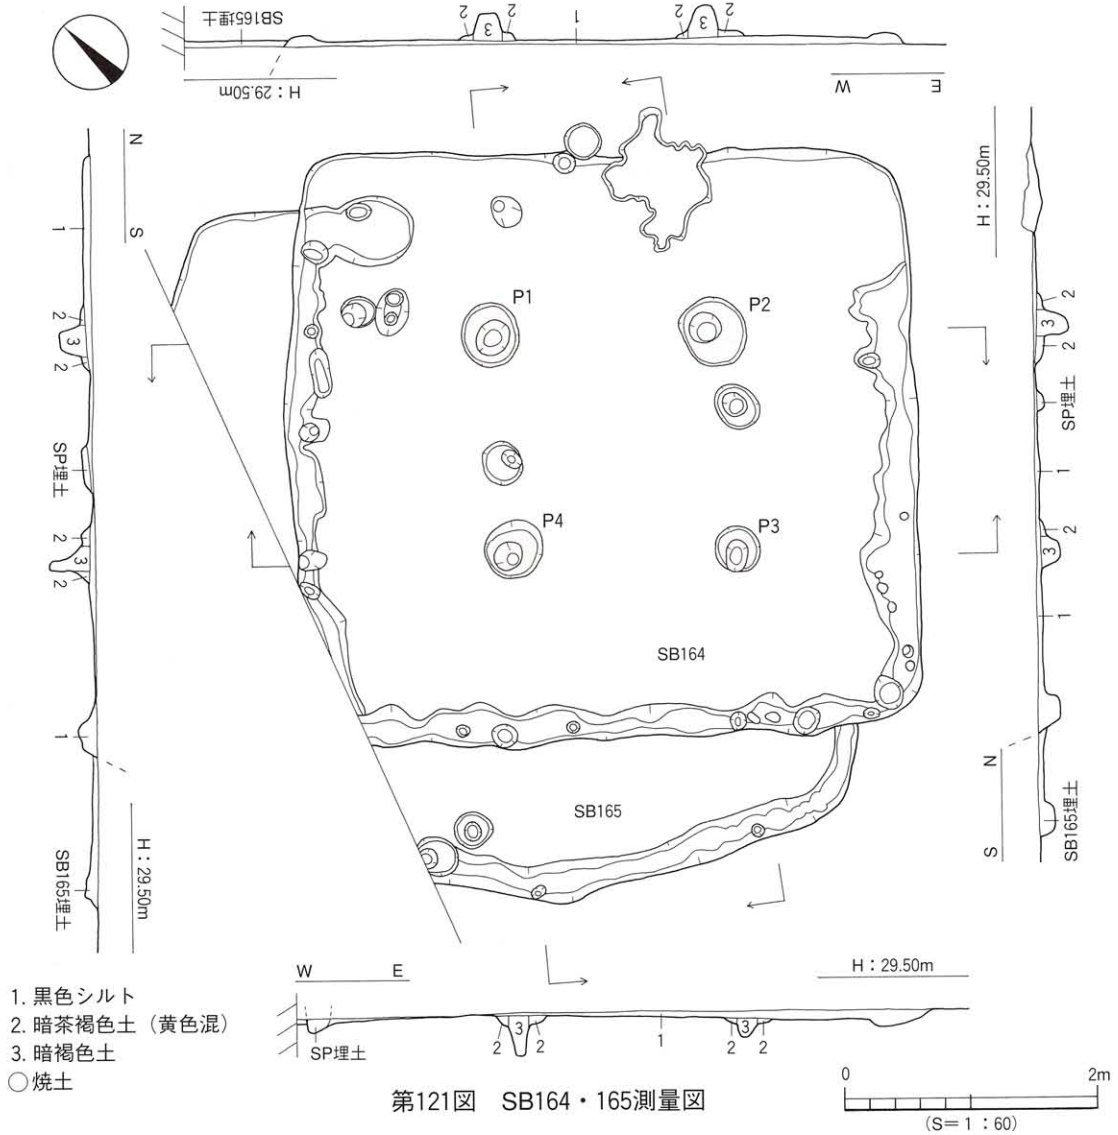 SB165埋土
2
3
2
1
2
3
2
H：29.50m
W E
N
S
1
2
3
2
SP埋土
2
3
2
1
H：29.50m
SB165埋土
H：29.50m
2
3
2
SP埋土
1
2
3
1
N
S
SB165埋土
P1
P2
P4
P3
SB164
SB165
W E
H：29.50m
SP埋土
2
3
2
1
2
3
2
1. 黒色シルト
2. 暗茶褐色土（黄色混）
3. 暗褐色土
○焼土
0 2m
(S＝1：60)
第121図 SB164・165測量図